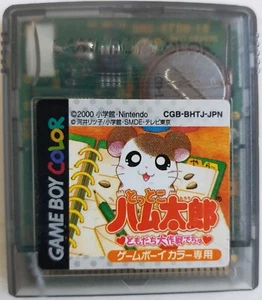 GAME BOY COLOR
©2000 小学館・Nintendo CGB-BHTJ-JPN
©河井リツ子/小学館・SMDE・テレビ東京
とっとこ
ハム太郎
ともだち大作戦でちゅ
ゲームボイカラー専用